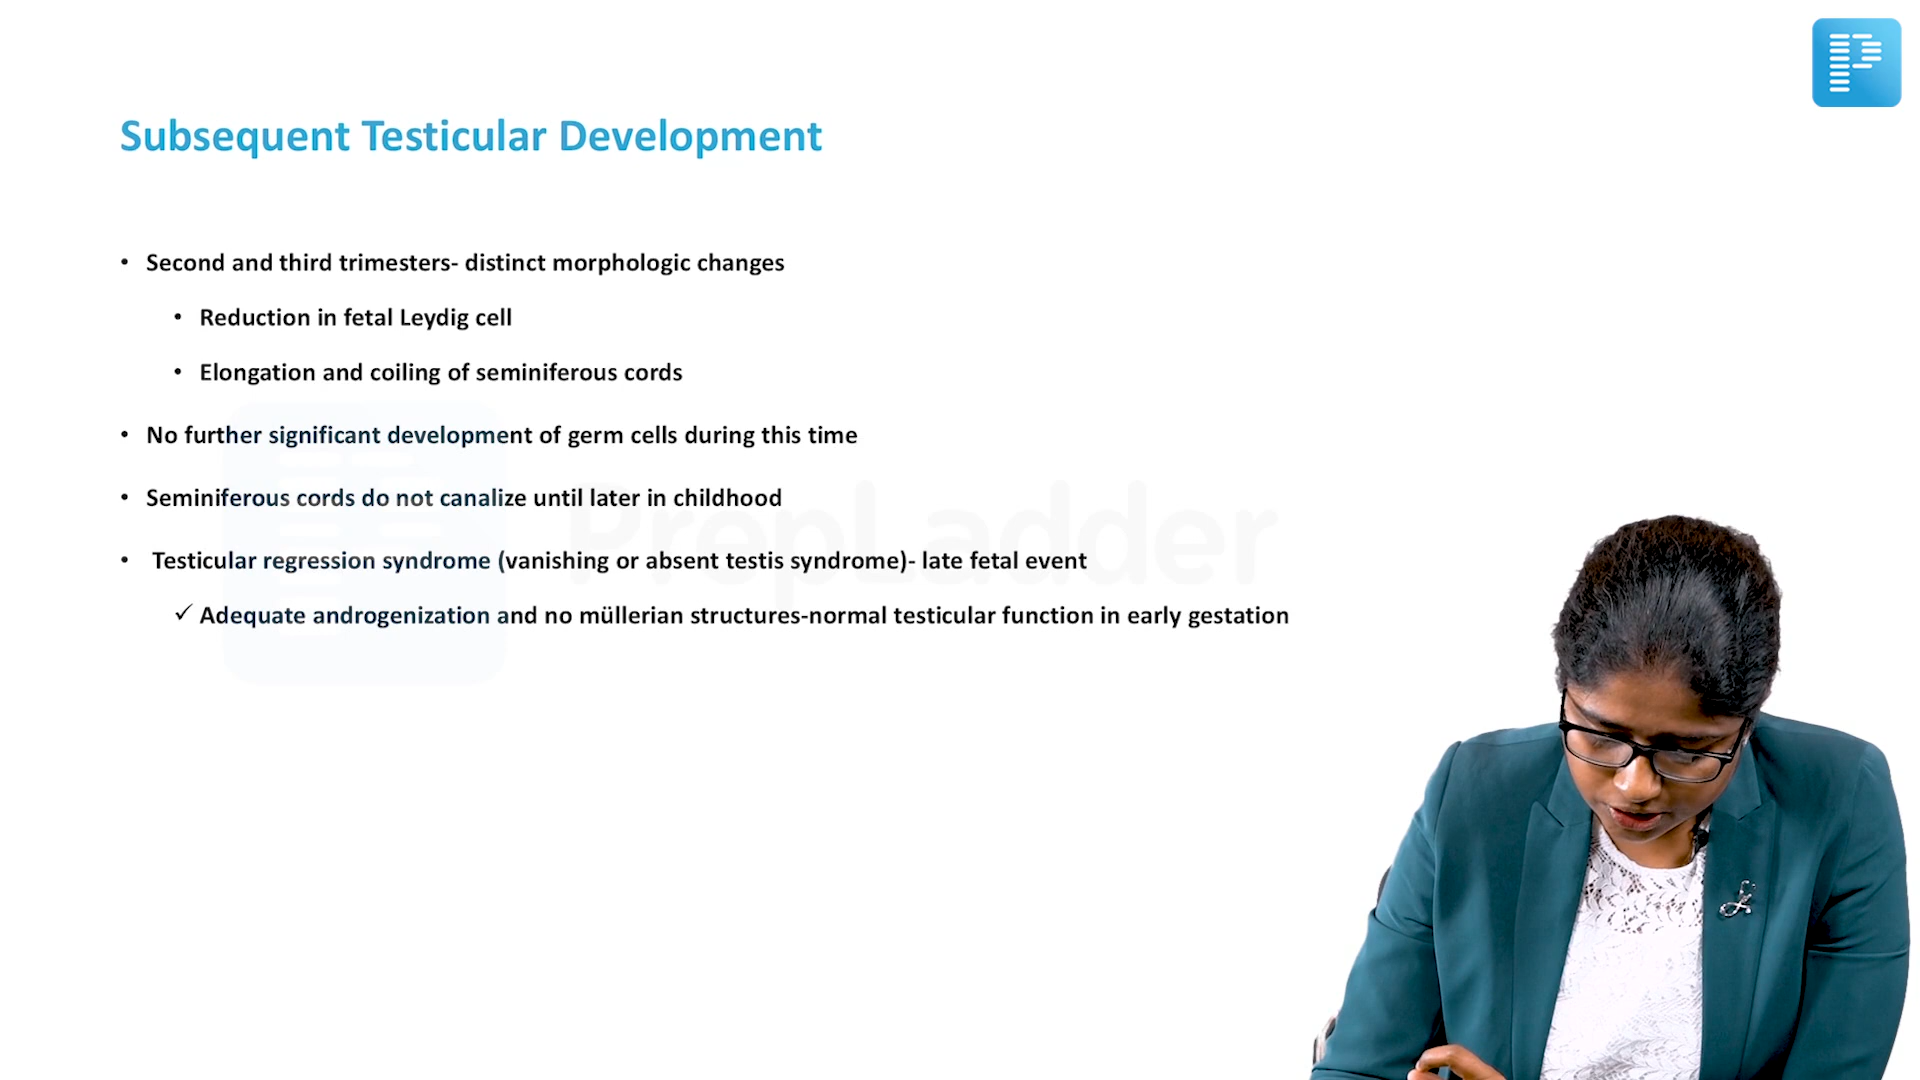 Subsequent Testicular Development
• Second and third trimesters- distinct morphologic changes
• Reduction in fetal Leydig cell
• Elongation and coiling of seminiferous cords
• No further significant development of germ cells during this time
• Seminiferous cords do not canalize until later in childhood
PrepLadder
• Testicular regression syndrome (vanishing or absent testis syndrome)- late fetal event
✓ Adequate androgenization and no müllerian structures-normal testicular function in early gestation